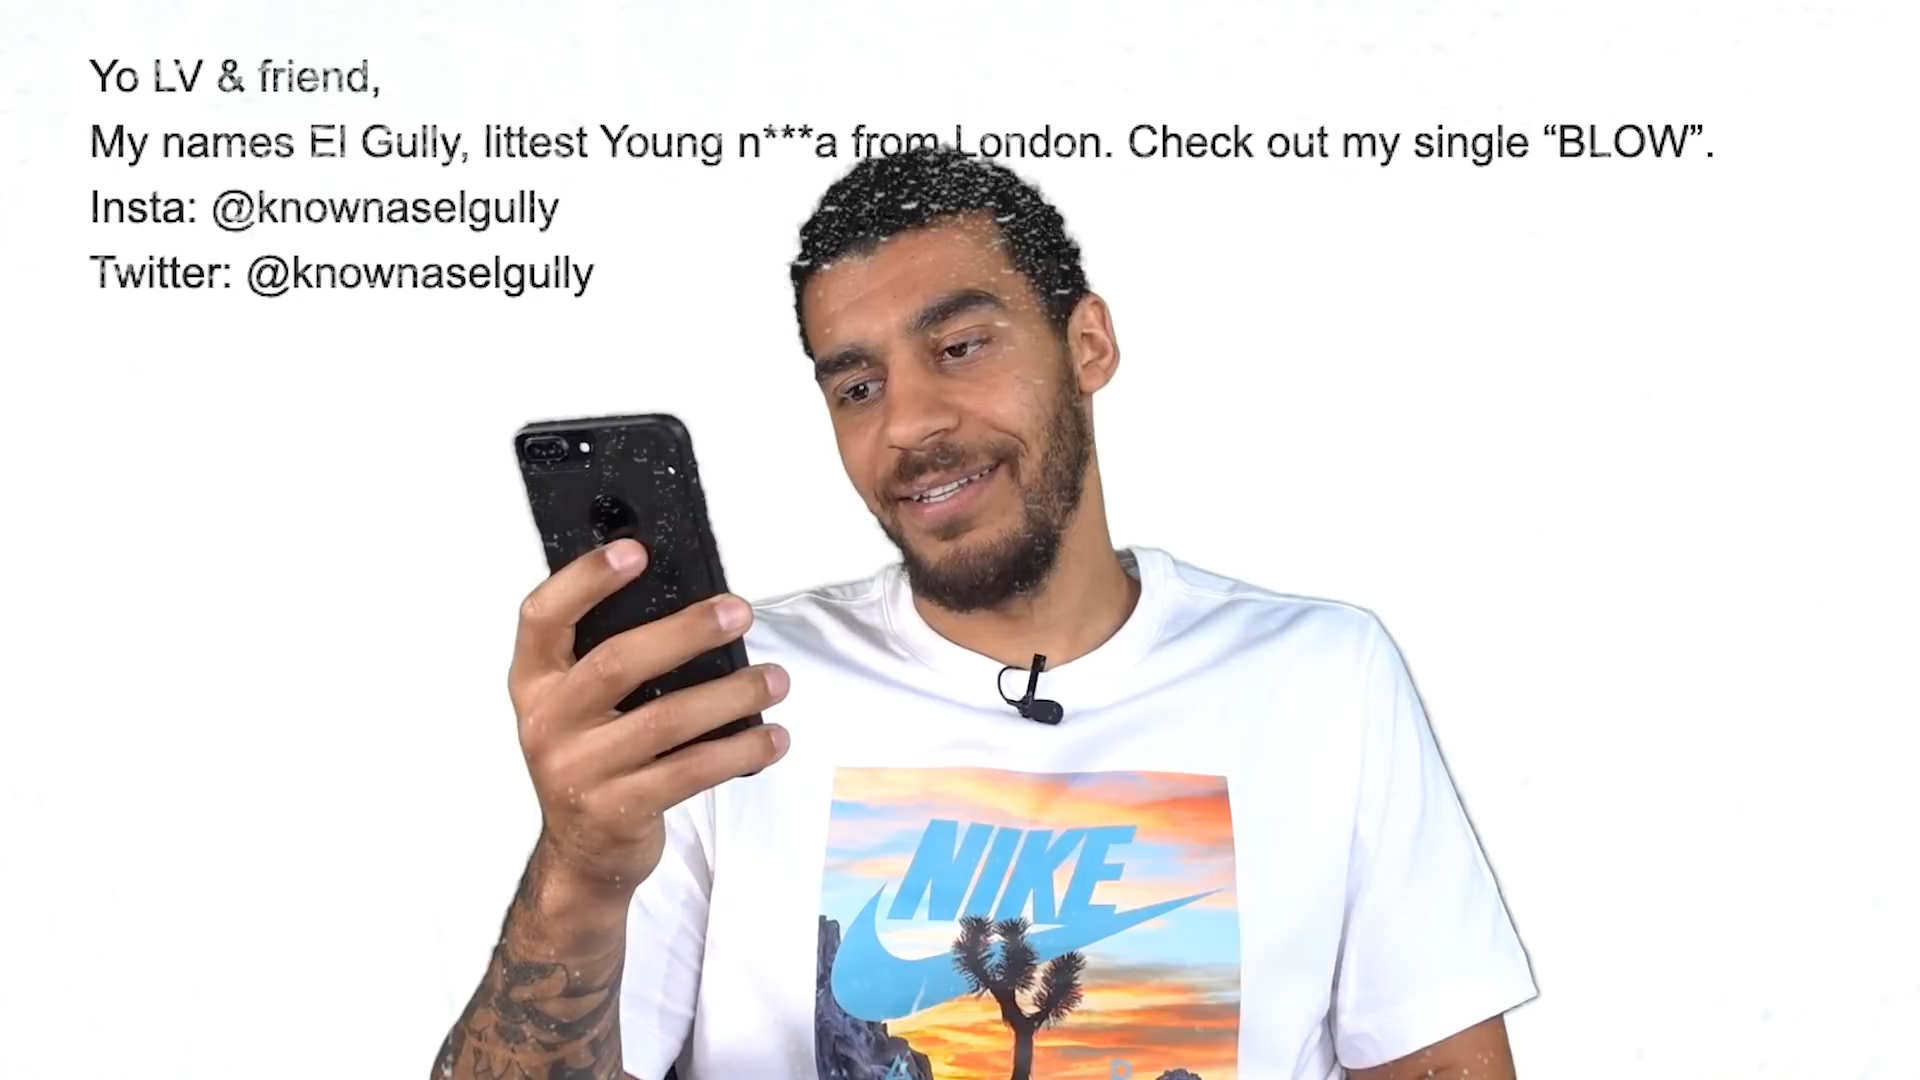 Yo LV & friend,
My names El Gully, littest Young n***a from London. Check out my single “BLOW”.
Insta: @knownaselgully
Twitter: @knownaselgully
NIKE